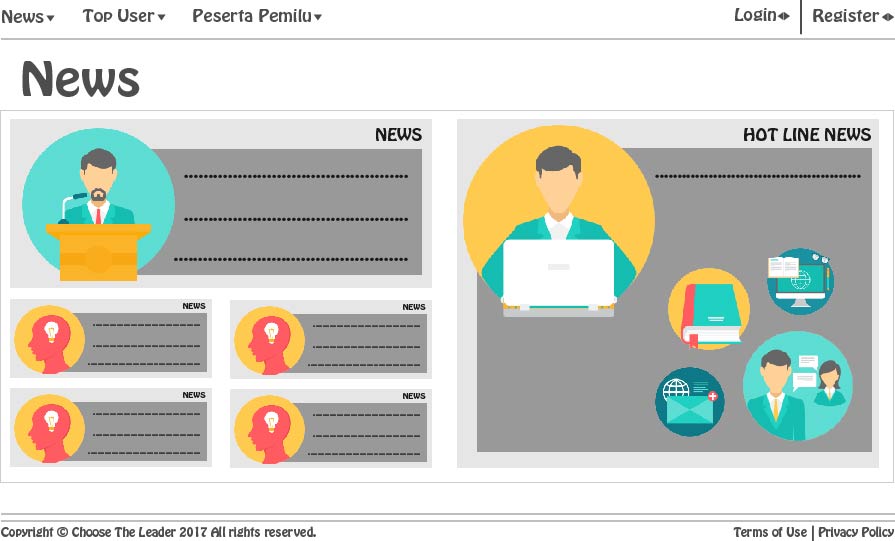 News Top User Peserta Pemilu Login Register
News
NEWS
HOT LINE NEWS
NEWS
NEWS
NEWS
NEWS
Copyright © Choose The Leader 2017 All rights reserved. Terms of Use | Privacy Policy